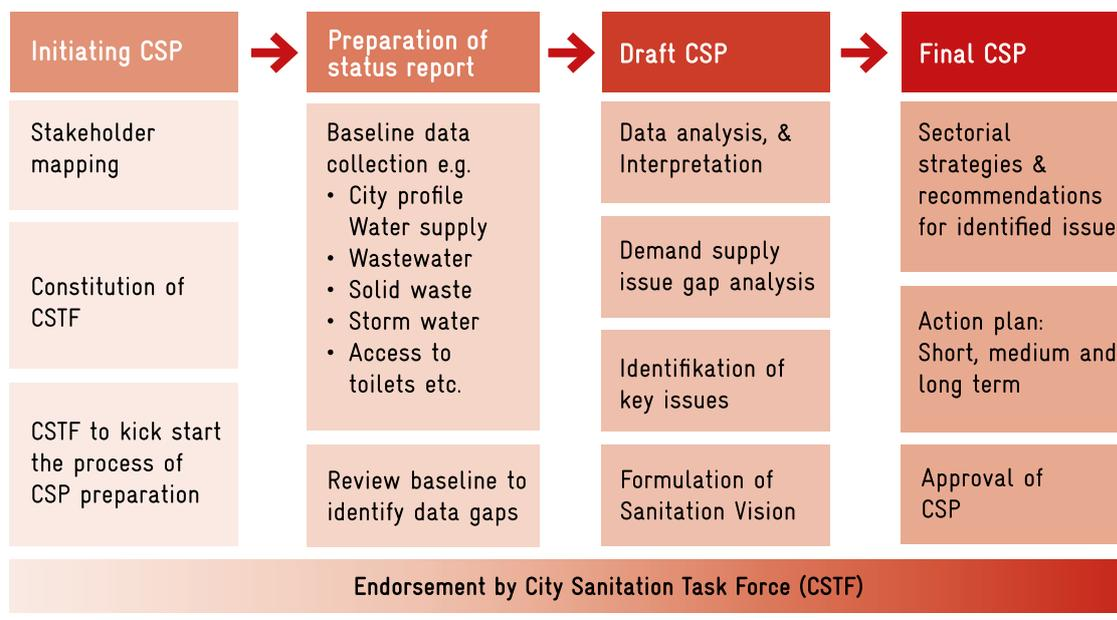 Initiating CSP
Stakeholder
mapping
Constitution of
CSTF
CSTF to kick start
the process of
CSP preparation
Preparation of
status report
Baseline data
collection e.g.
• City profile
Water supply
• Wastewater
• Solid waste
• Storm water
• Access to
toilets etc.
Review baseline to
identify data gaps
Draft CSP
Data analysis, &
Interpretation
Demand supply
issue gap analysis
Identifikation of
key issues
Formulation of
Sanitation Vision
Final CSP
Sectorial
strategies &
recommendations
for identified issue
Action plan:
Short, medium and
long term
Approval of
CSP
Endorsement by City Sanitation Task Force (CSTF)